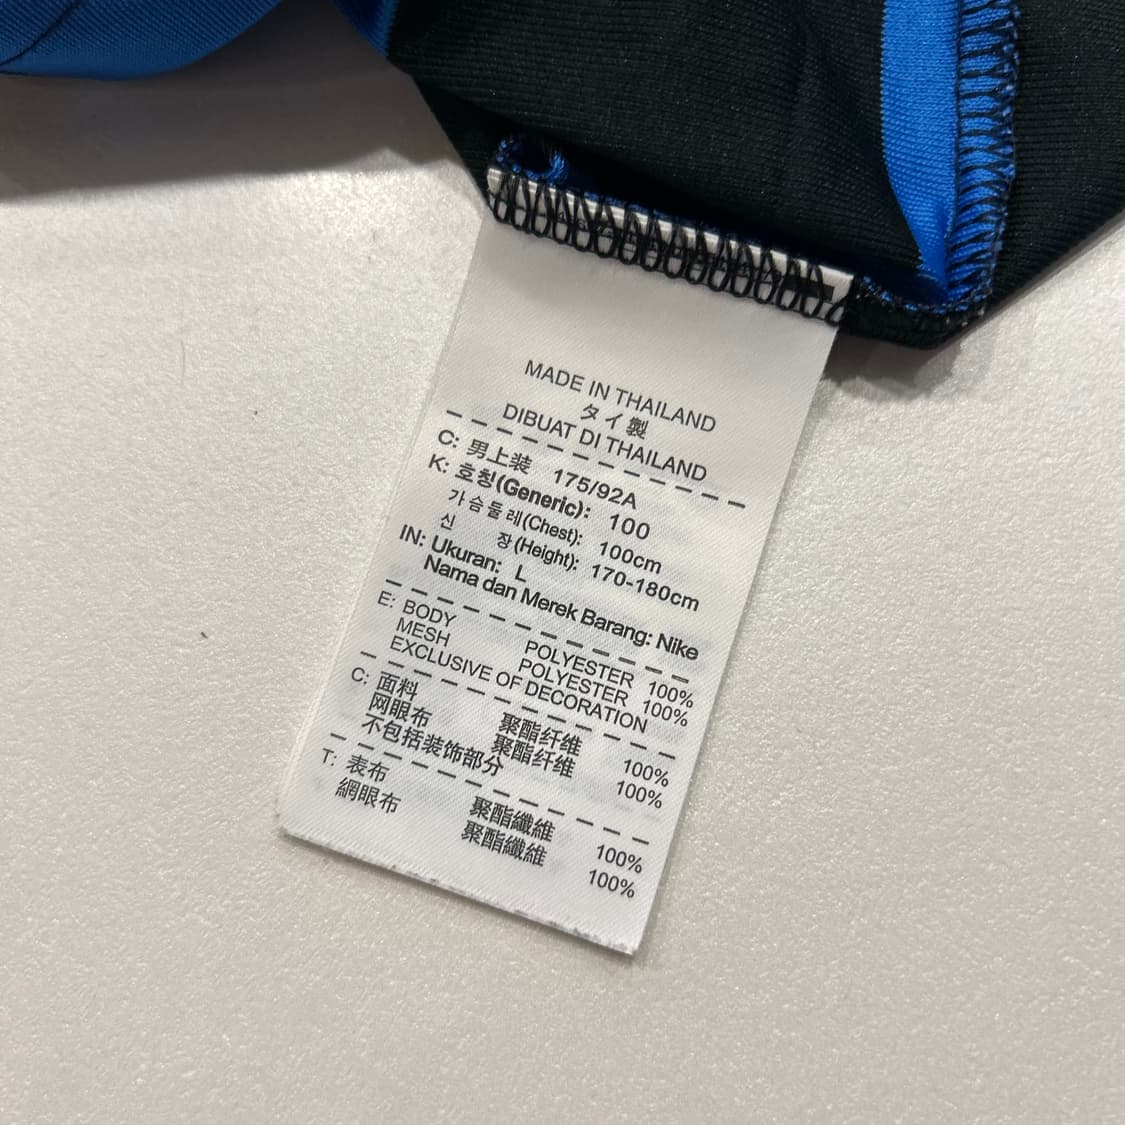 MADE IN THAILAND
タイ製
DIBUAT DI THAILAND
C: 男上装 175/92A
K: 호칭(Generic): 100
가슴둘레(Chest): 100cm
신 장(Height): 170-180cm
IN: Ukuran: L
Nama dan Merek Barang: Nike
E: BODY POLYESTER 100%
MESH POLYESTER 100%
EXCLUSIVE OF DECORATION
C: 面料 聚酯纤维 100%
网眼布 聚酯纤维 100%
不包括装饰部分
T: 表布 聚酯纖維 100%
網眼布 聚酯纖維 100%